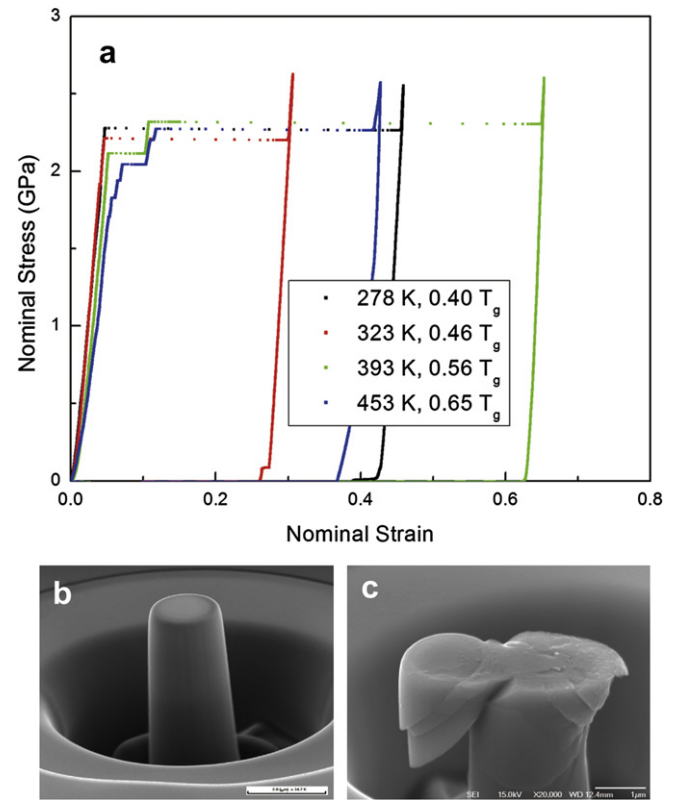 3
a
2
Nominal Stress (GPa)
278 K, 0.40 Tg
323 K, 0.46 Tg
1
393 K, 0.56 Tg
453 K, 0.65 Tg
0
0.0 0.2 0.4 0.6 0.8
Nominal Strain
b
c
SEI 15.0kV X20,000 WD 12.4mm 1µm